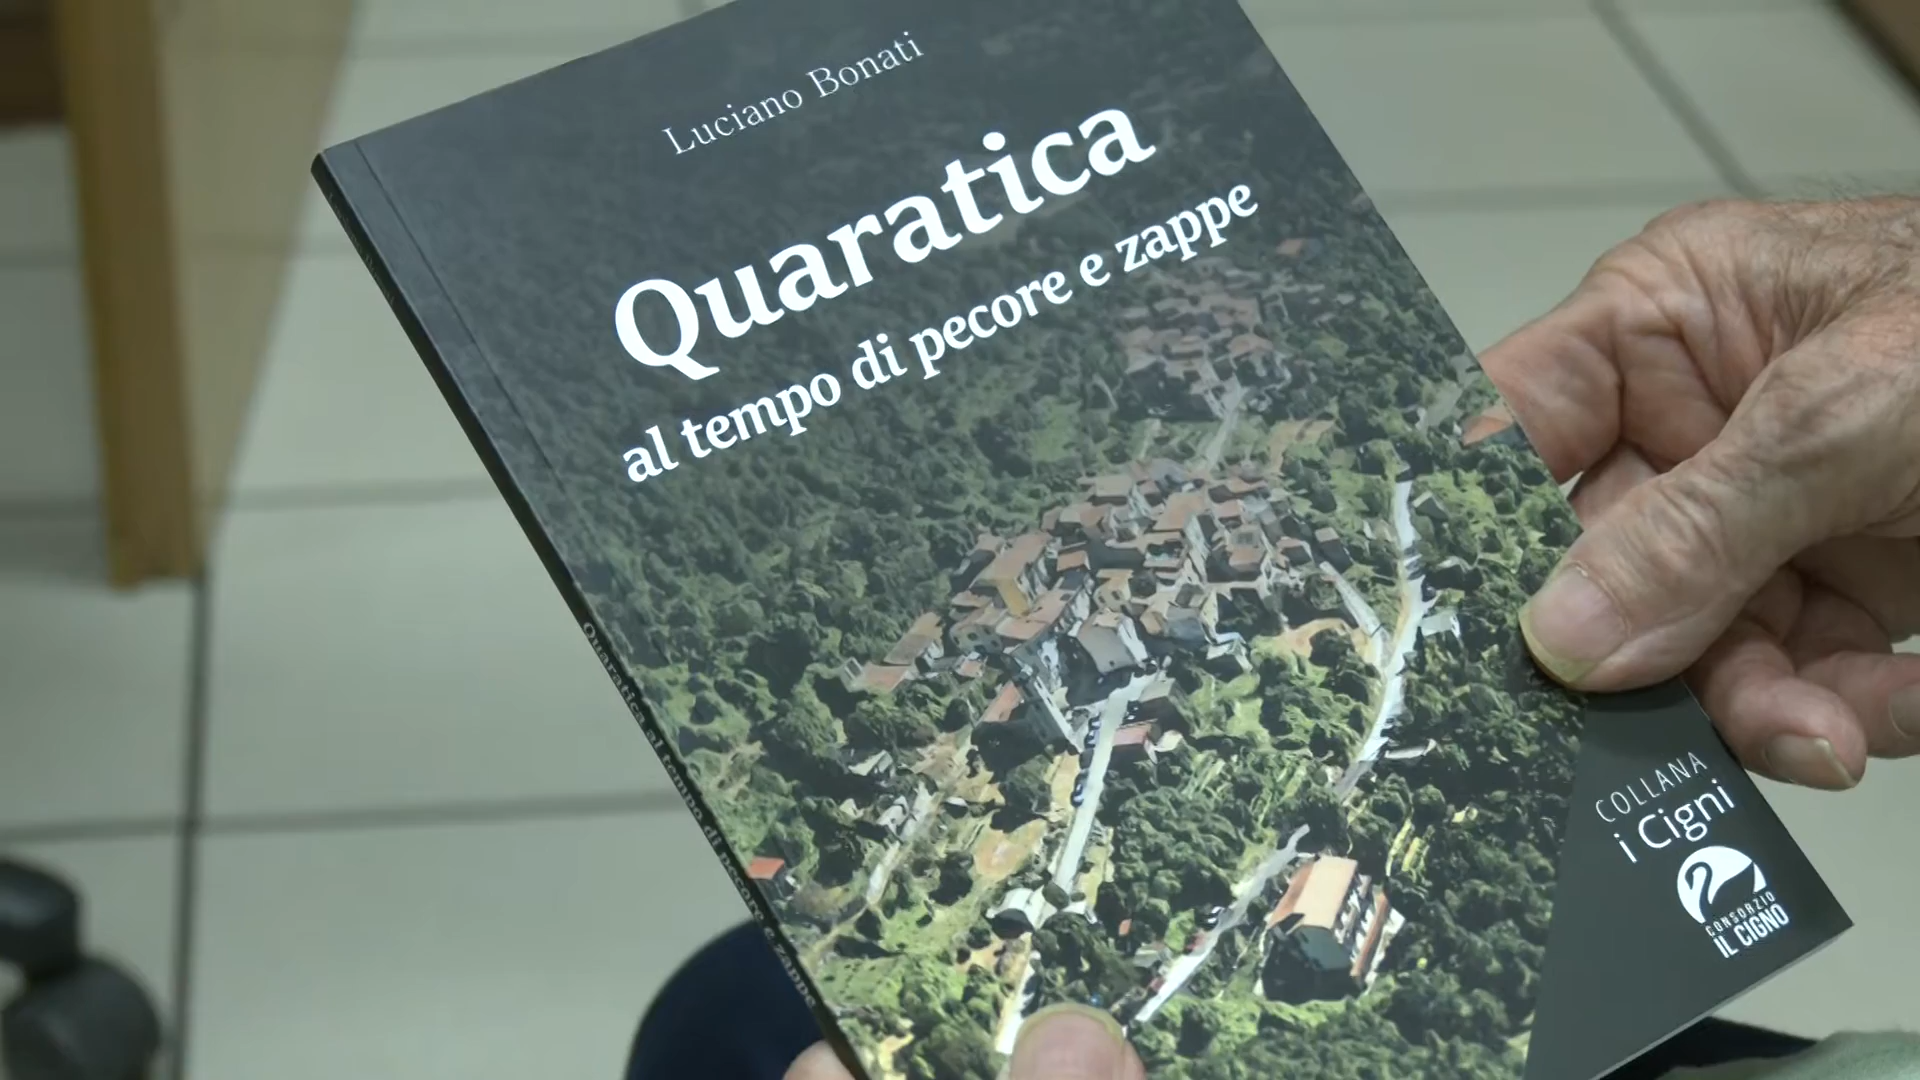 Luciano Bonati
Quaratica
al tempo di pecore e zappe
COLLANA
i Cigni
CONSORZIO
IL CIGNO
Quaratica al tempo di pecore e zappe